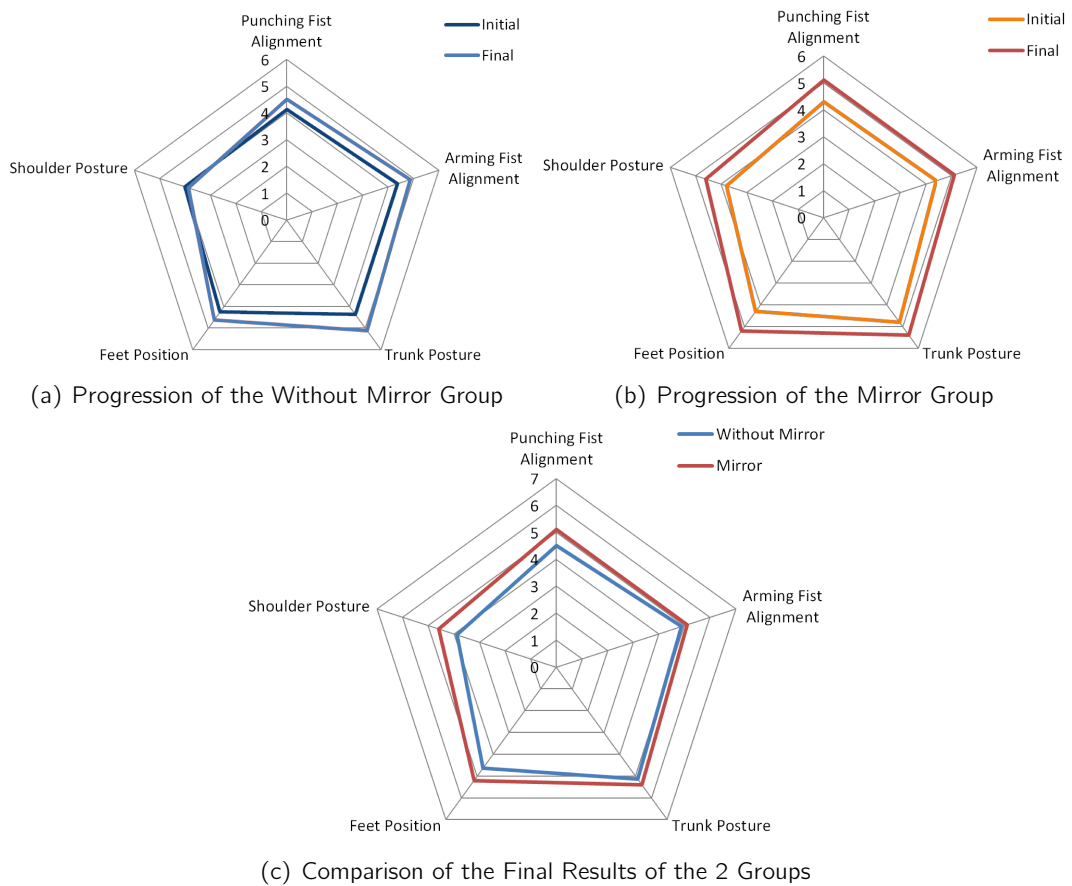 Punching Fist
Alignment
Initial
Final
6
5
4
3
2
1
0
Shoulder Posture
Arming Fist
Alignment
Feet Position
Trunk Posture
(a) Progression of the Without Mirror Group
Punching Fist
Alignment
Initial
Final
6
5
4
3
2
1
0
Shoulder Posture
Arming Fist
Alignment
Feet Position
Trunk Posture
(b) Progression of the Mirror Group
Punching Fist
Alignment
Without Mirror
Mirror
7
6
5
4
3
2
1
0
Shoulder Posture
Arming Fist
Alignment
Feet Position
Trunk Posture
(c) Comparison of the Final Results of the 2 Groups